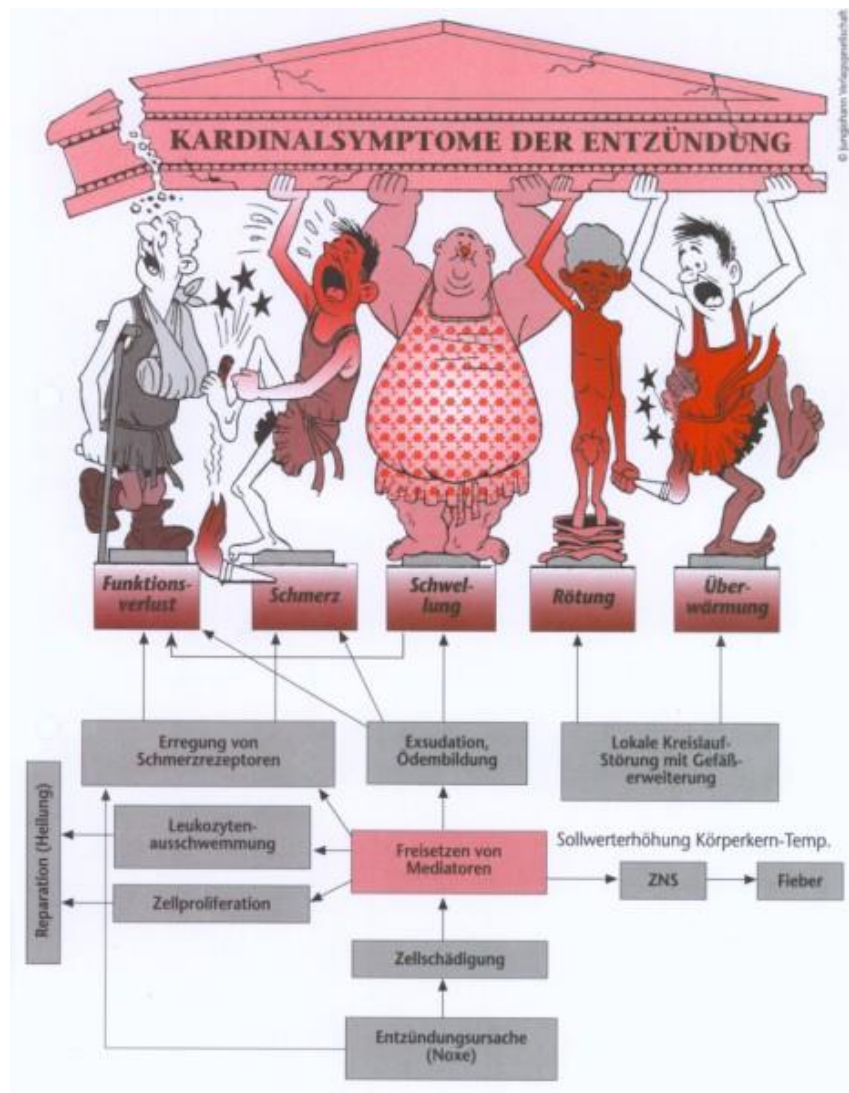 © Jungjohann Verlagsgesellschaft
KARDINALSYMPTOME DER ENTZÜNDUNG
Funktions-
verlust
Schmerz
Schwel-
lung
Rötung
Über-
wärmung
Erregung von
Schmerzrezeptoren
Exsudation,
Ödembildung
Lokale Kreislauf-
Störung mit Gefäß-
erweiterung
Reparation (Heilung)
Leukozyten-
ausschwemmung
Freisetzen von
Mediatoren
Sollwerterhöhung Körperkern-Temp.
ZNS
Fieber
Zellproliferation
Zellschädigung
Entzündungsursache
(Noxe)